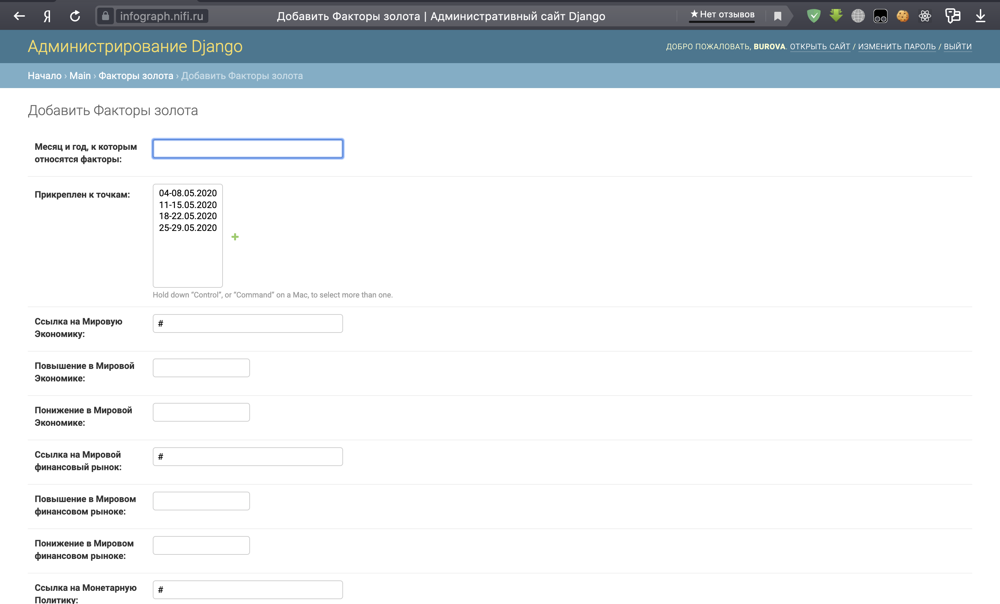 Я
infograph.nifi.ru
Добавить Факторы золота | Административный сайт Django
★ Нет отзывов
Администрирование Django
ДОБРО ПОЖАЛОВАТЬ, BUROVA. ОТКРЫТЬ САЙТ / ИЗМЕНИТЬ ПАРОЛЬ / ВЫЙТИ
Начало › Main › Факторы золота › Добавить Факторы золота
Добавить Факторы золота
Месяц и год, к которым
относятся факторы:
Прикреплен к точкам:
04-08.05.2020
11-15.05.2020
18-22.05.2020
25-29.05.2020
Hold down “Control”, or “Command” on a Mac, to select more than one.
Ссылка на Мировую
Экономику:
#
Повышение в Мировой
Экономике:
Понижение в Мировой
Экономике:
Ссылка на Мировой
финансовый рынок:
#
Повышение в Мировом
финансовом рыноке:
Понижение в Мировом
финансовом рыноке:
Ссылка на Монетарную
Политику:
#